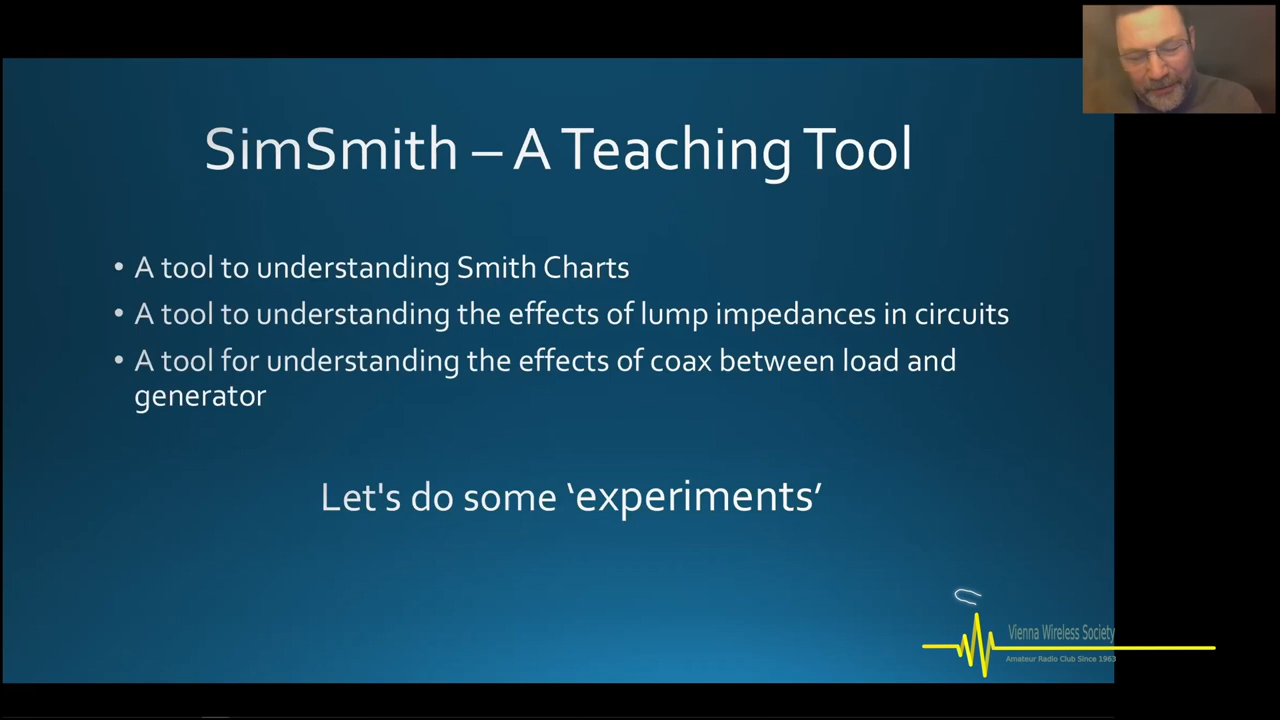 SimSmith – A Teaching Tool
• A tool to understanding Smith Charts
• A tool to understanding the effects of lump impedances in circuits
• A tool for understanding the effects of coax between load and
generator
Let's do some ‘experiments’
Vienna Wireless Society
Amateur Radio Club Since 1963